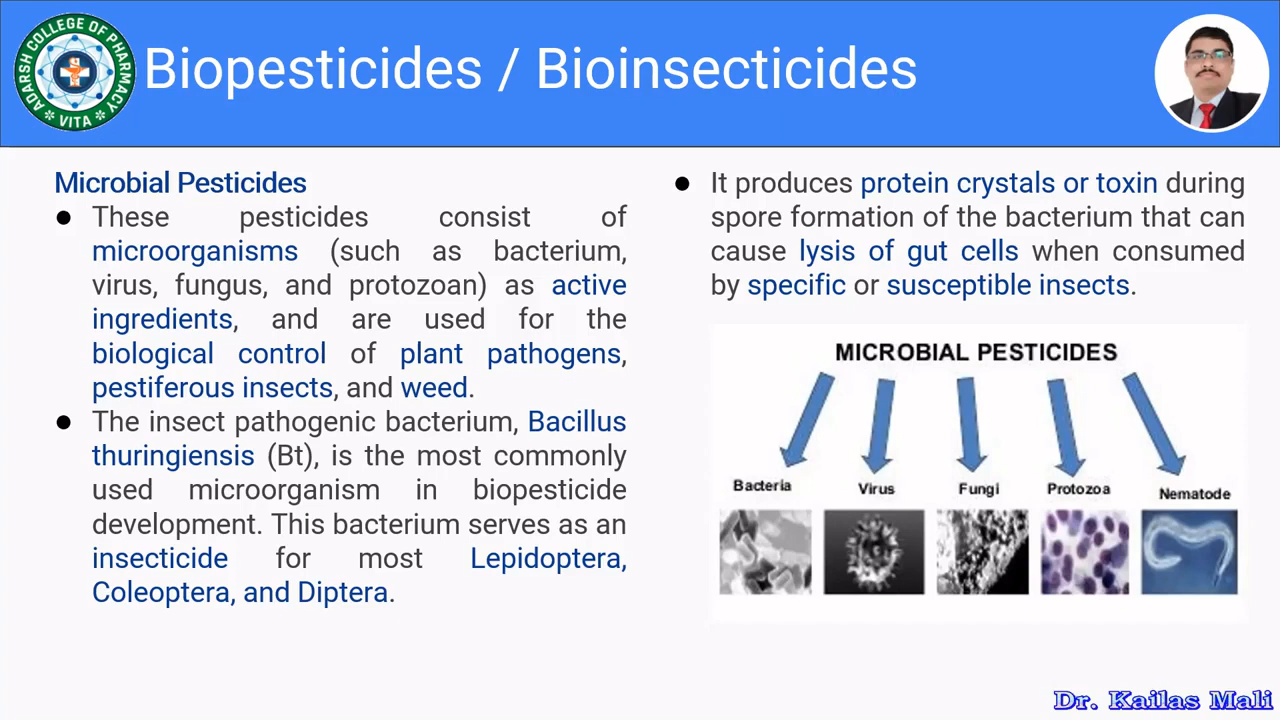 ADARSH COLLEGE OF PHARMACY
VITA
Biopesticides / Bioinsecticides
Microbial Pesticides
● These pesticides consist of
microorganisms (such as bacterium,
virus, fungus, and protozoan) as active
ingredients, and are used for the
biological control of plant pathogens,
pestiferous insects, and weed.
● The insect pathogenic bacterium, Bacillus
thuringiensis (Bt), is the most commonly
used microorganism in biopesticide
development. This bacterium serves as an
insecticide for most Lepidoptera,
Coleoptera, and Diptera.
● It produces protein crystals or toxin during
spore formation of the bacterium that can
cause lysis of gut cells when consumed
by specific or susceptible insects.
MICROBIAL PESTICIDES
Bacteria Virus Fungi Protozoa Nematode
Dr. Kailas Mali